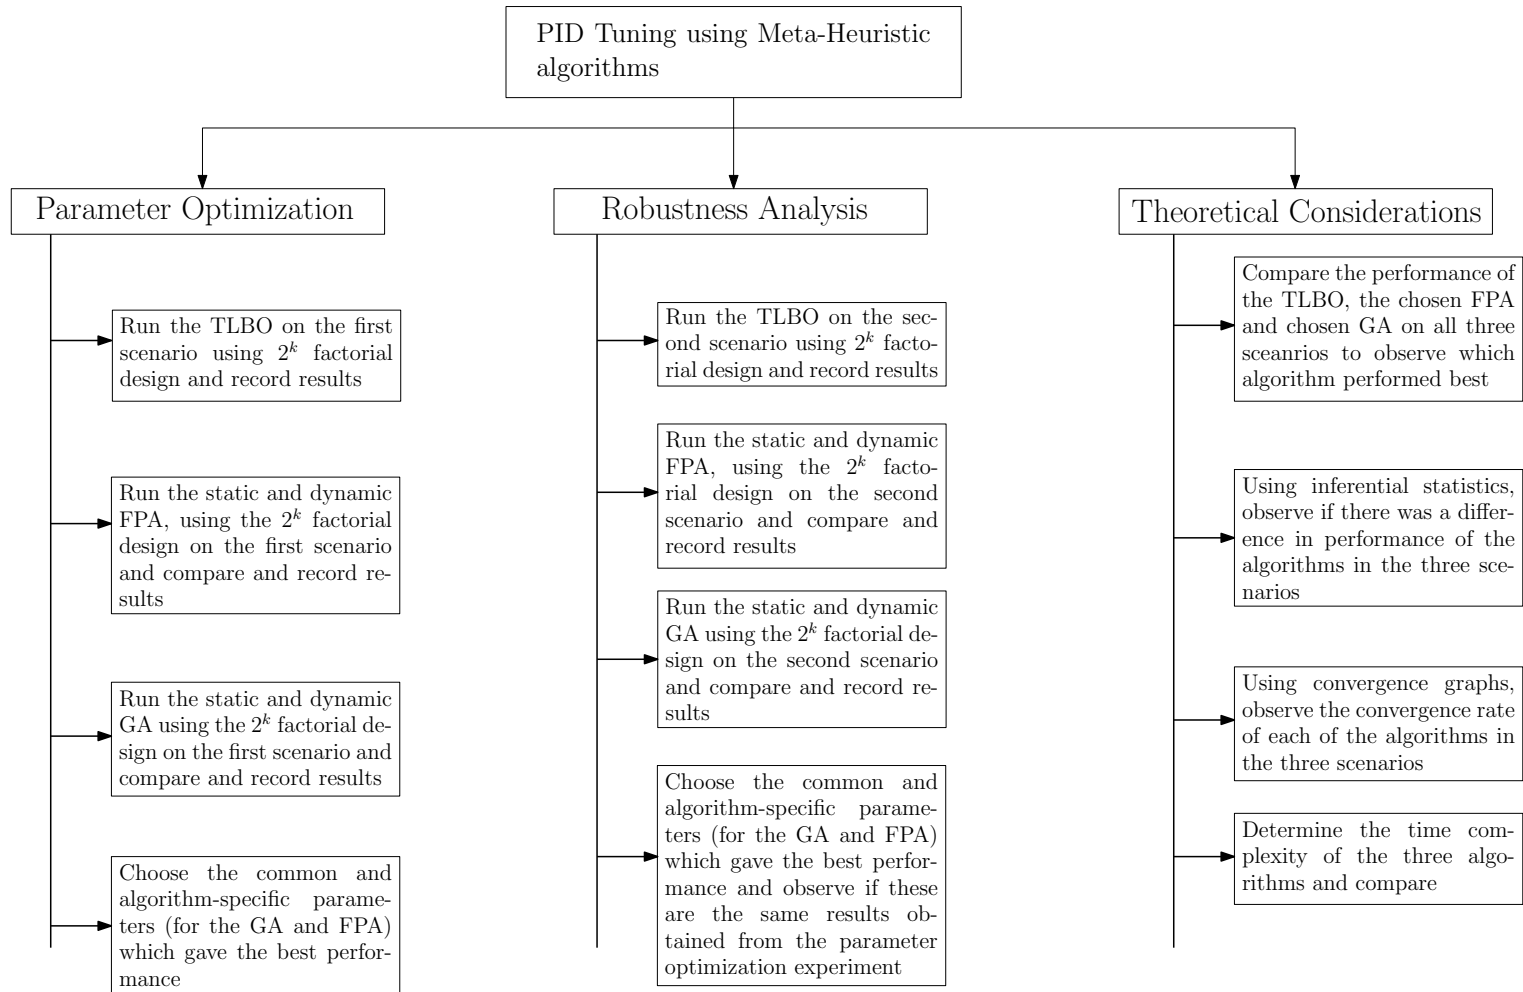 PID Tuning using Meta-Heuristic
algorithms
Parameter Optimization
Run the TLBO on the first
scenario using 2^k factorial
design and record results
Run the static and dynamic
FPA, using the 2^k factorial
design on the first scenario
and compare and record re-
sults
Run the static and dynamic
GA using the 2^k factorial de-
sign on the first scenario and
compare and record results
Choose the common and
algorithm-specific parame-
ters (for the GA and FPA)
which gave the best perfor-
mance
Robustness Analysis
Run the TLBO on the sec-
ond scenario using 2^k facto-
rial design and record results
Run the static and dynamic
FPA, using the 2^k facto-
rial design on the second
scenario and compare and
record results
Run the static and dynamic
GA using the 2^k factorial de-
sign on the second scenario
and compare and record re-
sults
Choose the common and
algorithm-specific parame-
ters (for the GA and FPA)
which gave the best perfor-
mance and observe if these
are the same results ob-
tained from the parameter
optimization experiment
Theoretical Considerations
Compare the performance of
the TLBO, the chosen FPA
and chosen GA on all three
sceanrios to observe which
algorithm performed best
Using inferential statistics,
observe if there was a differ-
ence in performance of the
algorithms in the three sce-
narios
Using convergence graphs,
observe the convergence rate
of each of the algorithms in
the three scenarios
Determine the time com-
plexity of the three algo-
rithms and compare